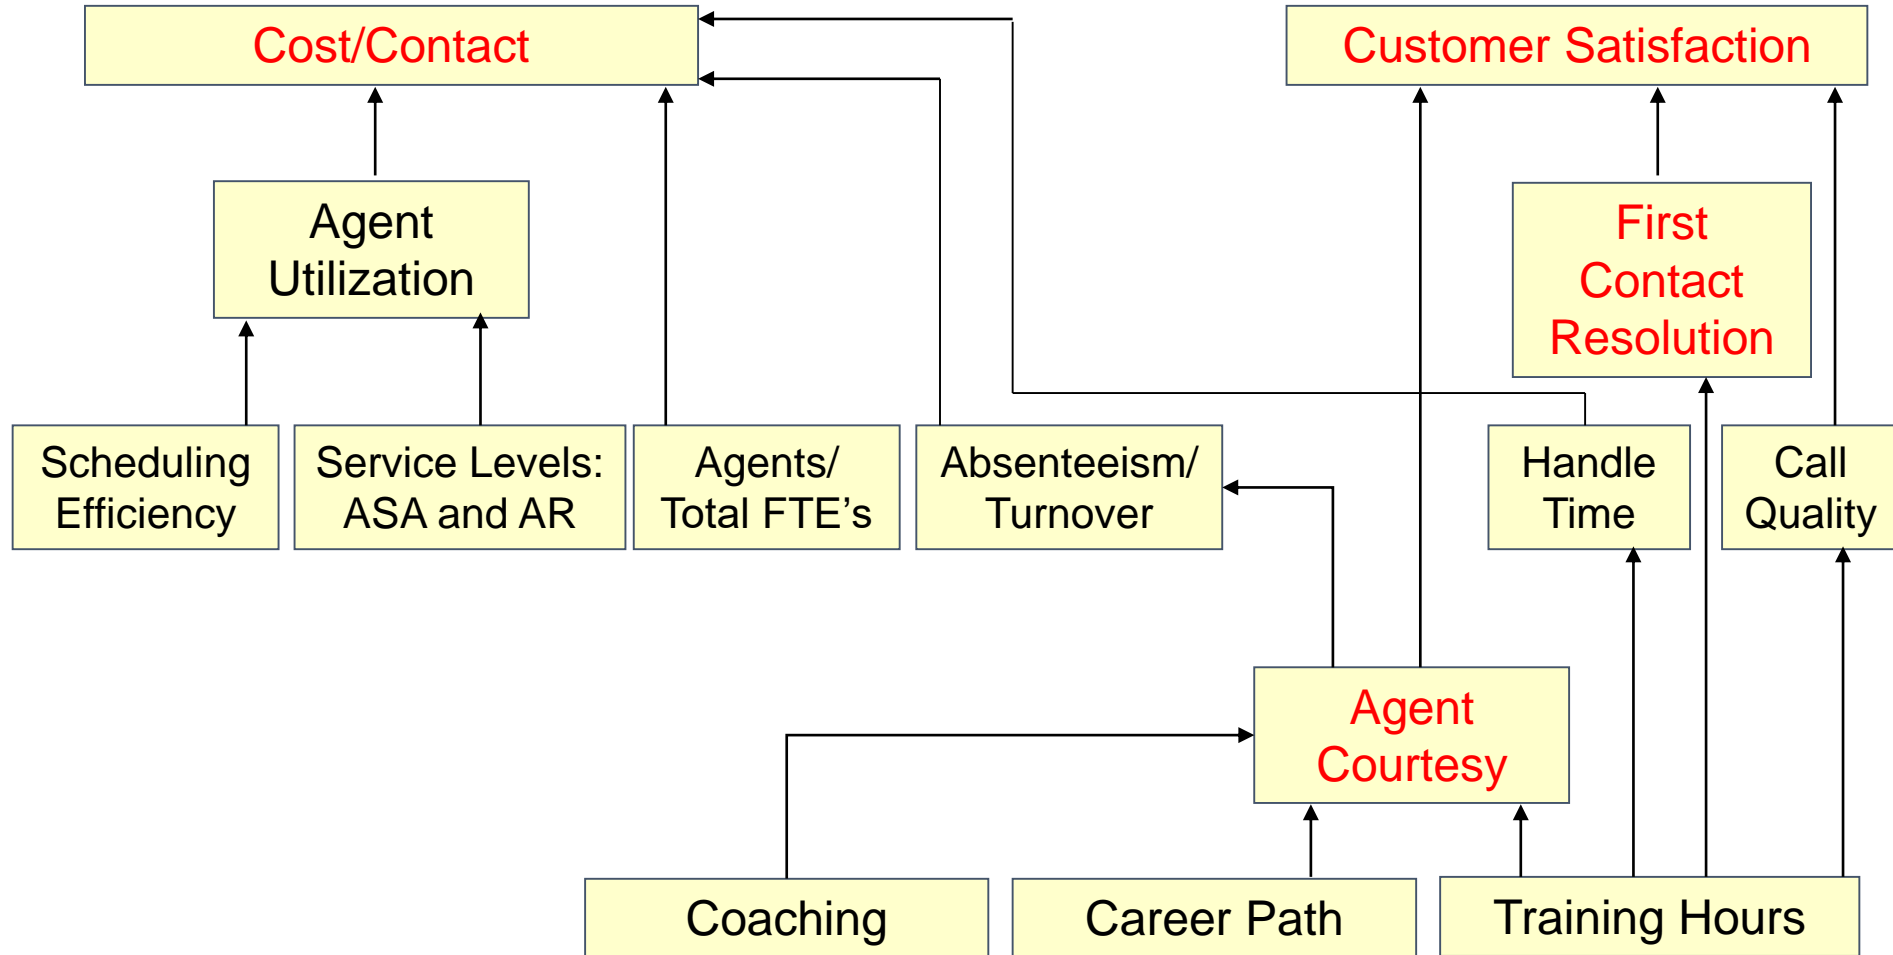 Cost/Contact
Customer Satisfaction
Agent
Utilization
First
Contact
Resolution
Scheduling
Efficiency
Service Levels:
ASA and AR
Agents/
Total FTE’s
Absenteeism/
Turnover
Handle
Time
Call
Quality
Agent
Courtesy
Coaching
Career Path
Training Hours